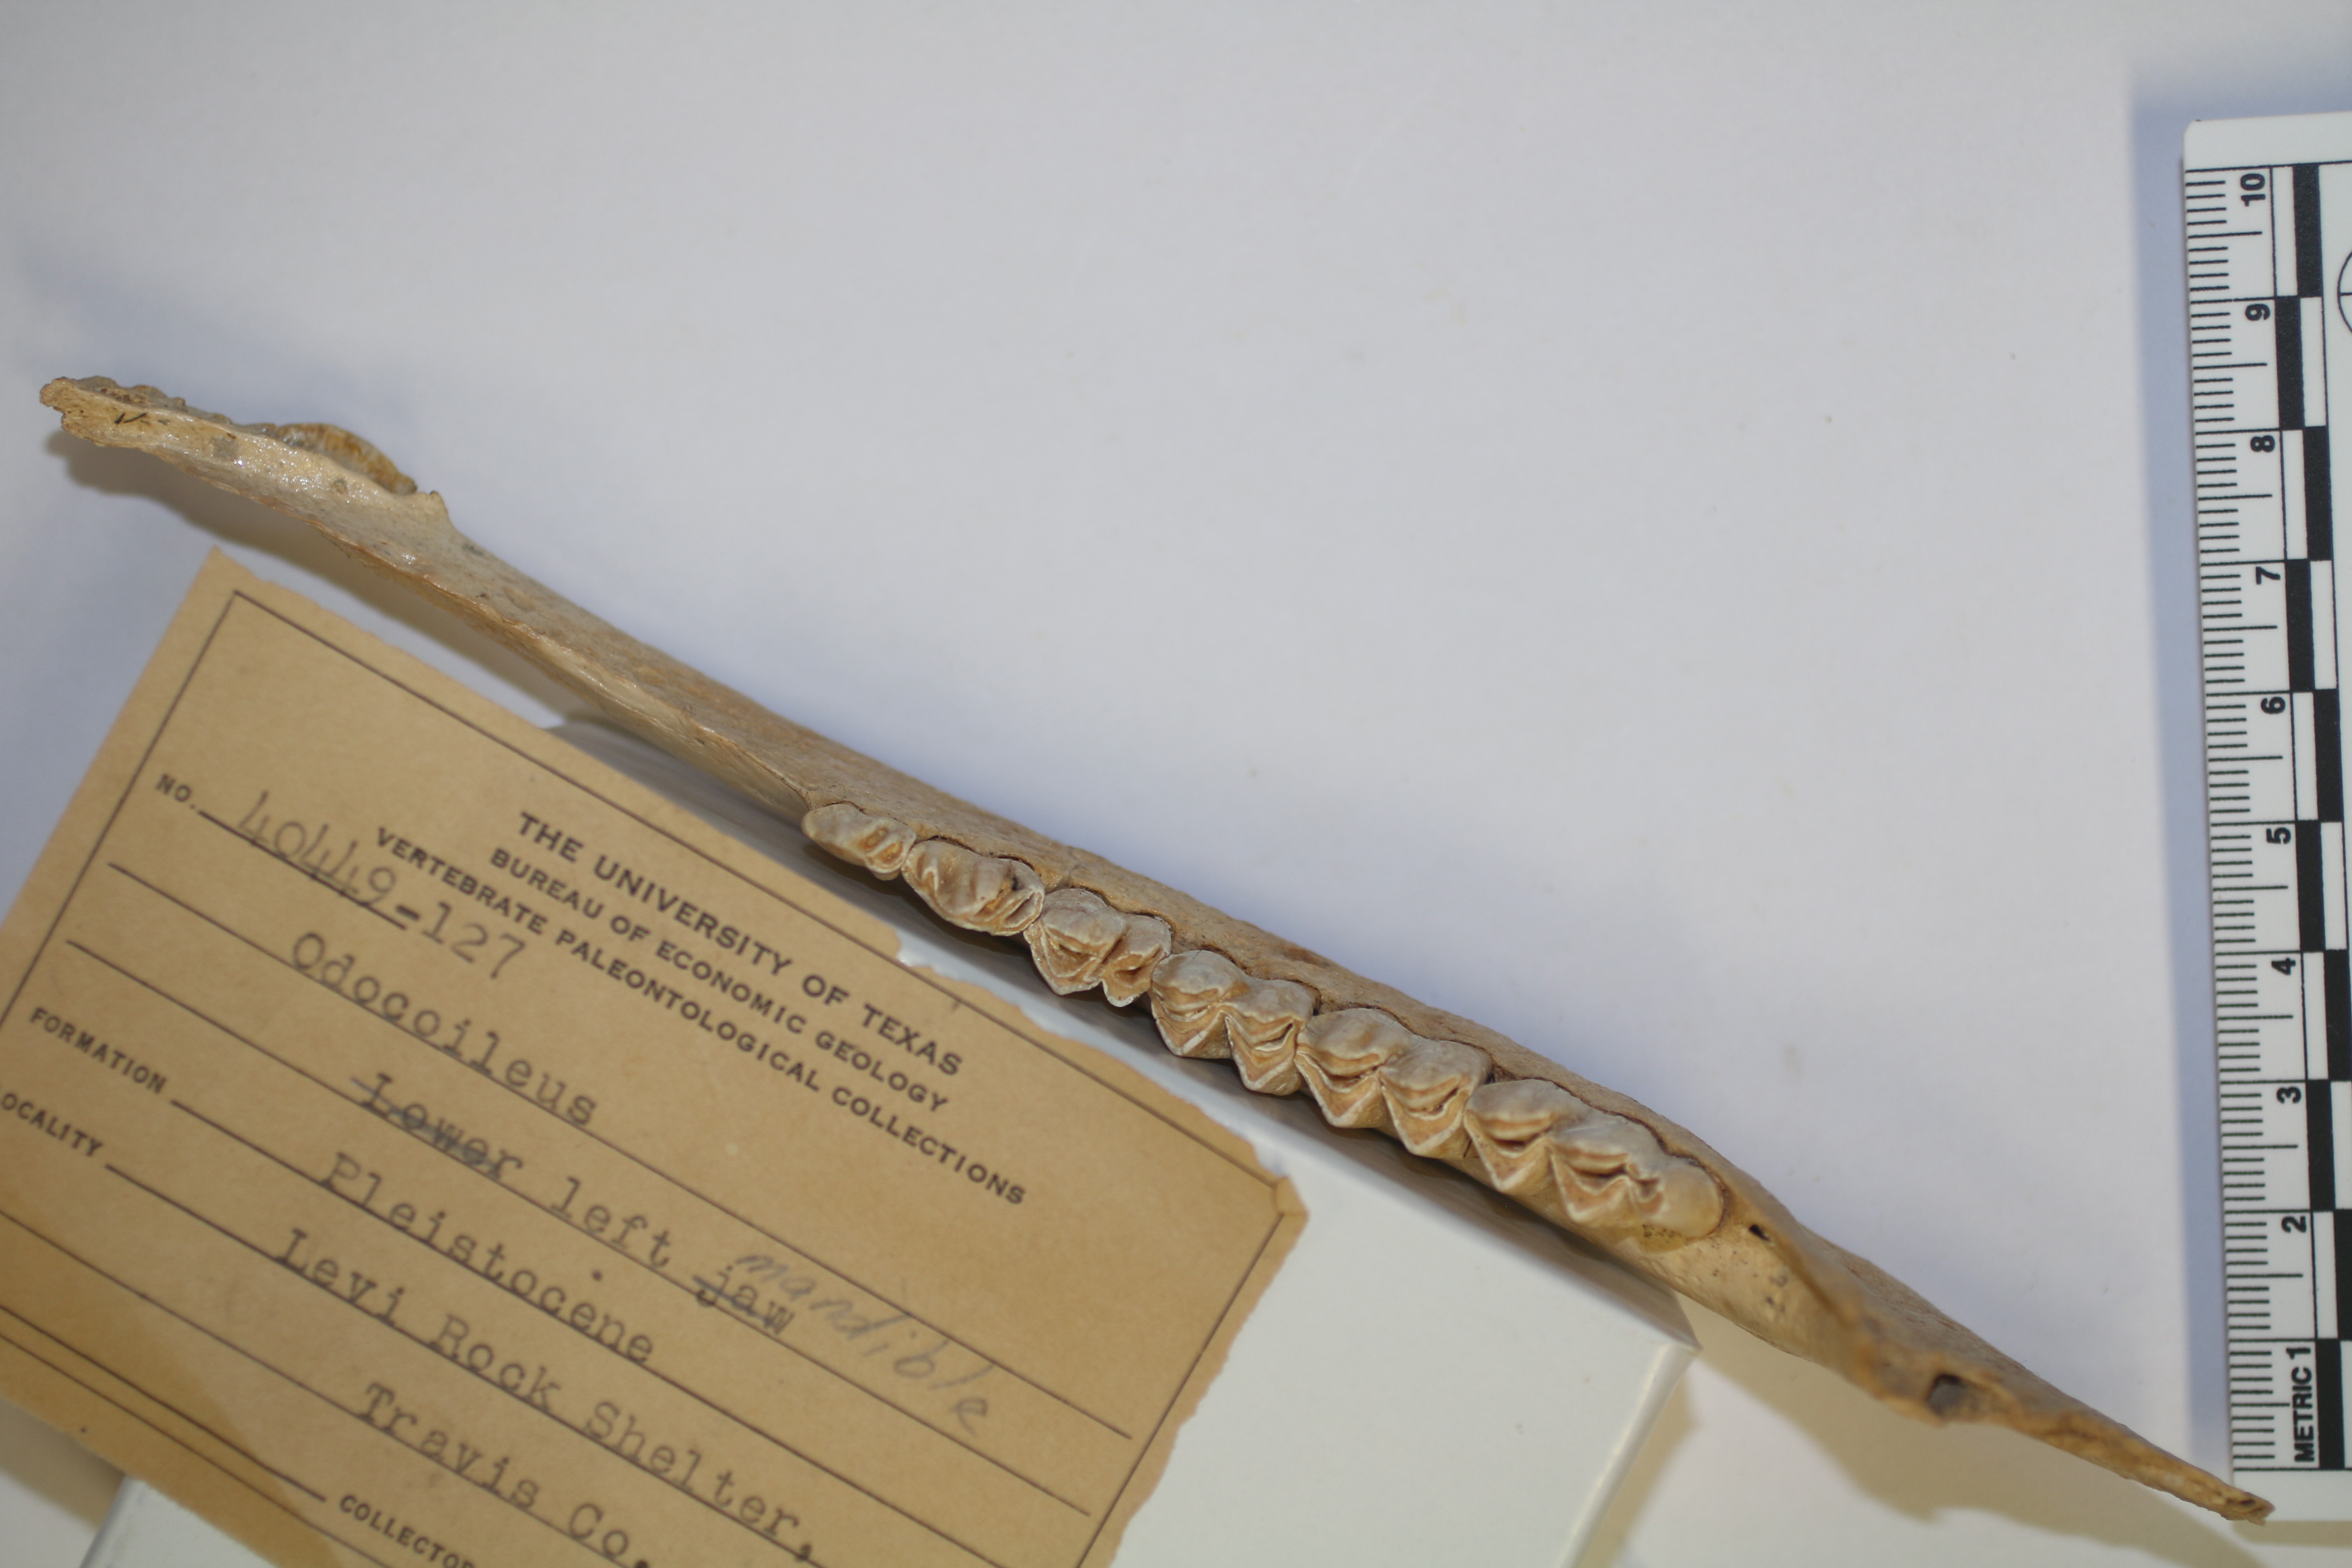 THE UNIVERSITY OF TEXAS
BUREAU OF ECONOMIC GEOLOGY
VERTEBRATE PALEONTOLOGICAL COLLECTIONS
NO. 40449-127
Odocoileus
Lower left jaw mandible
FORMATION Pleistocene
LOCALITY Levi Rock Shelter,
Travis Co.
COLLECTOR
METRIC 1 2 3 4 5 6 7 8 9 10